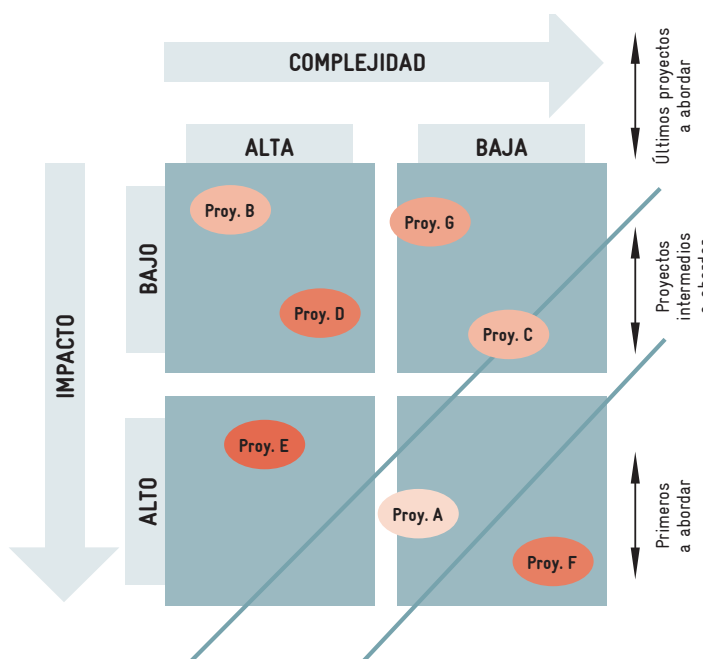 COMPLEJIDAD
Últimos proyectos
a abordar
ALTA
BAJA
IMPACTO
BAJO
Proy. B
Proy. G
Proy. D
Proy. C
Proyectos
intermedios
a abordar
ALTO
Proy. E
Proy. A
Proy. F
Primeros
a abordar